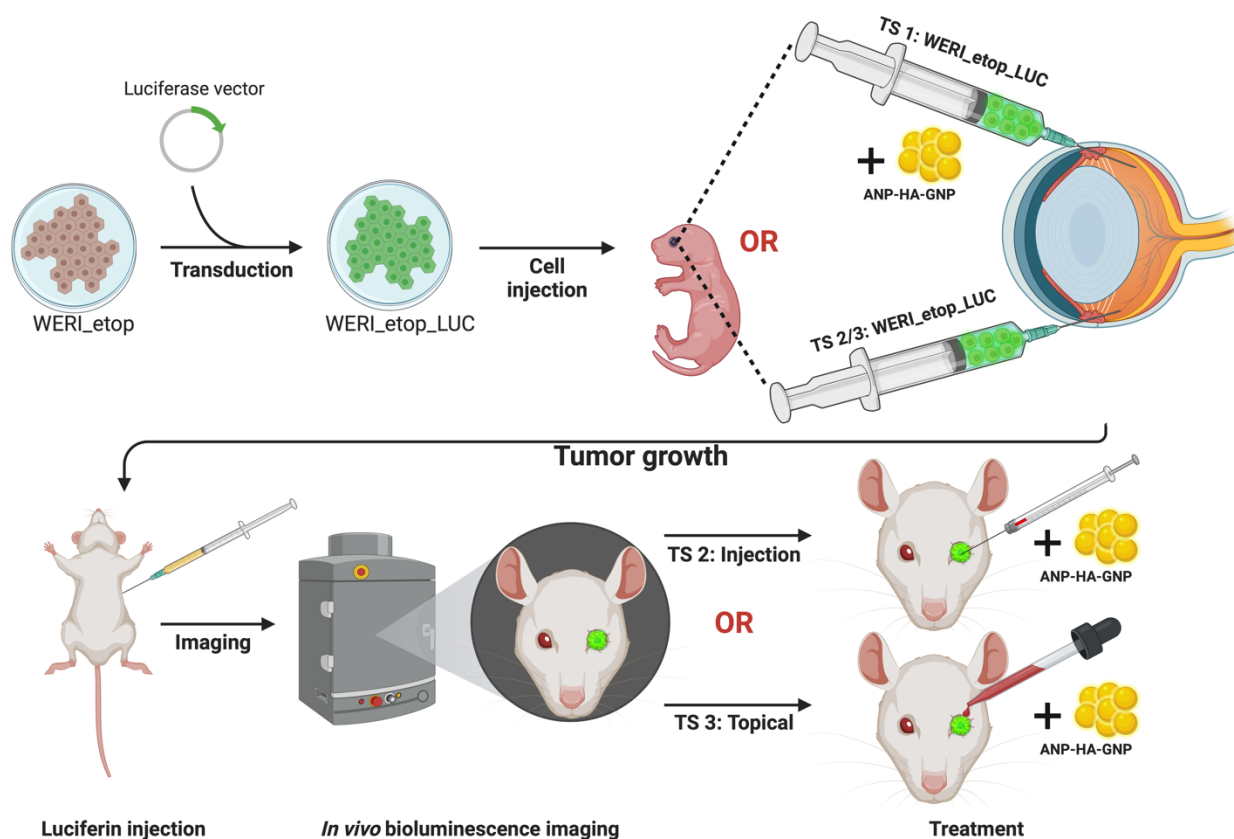 Luciferase vector
WERI_etop
Transduction
WERI_etop_LUC
Cell
injection
TS 1: WERI_etop_LUC
+
ANP-HA-GNP
OR
TS 2/3: WERI_etop_LUC
Tumor growth
Imaging
TS 2: Injection
OR
TS 3: Topical
+
ANP-HA-GNP
+
ANP-HA-GNP
Luciferin injection
In vivo bioluminescence imaging
Treatment